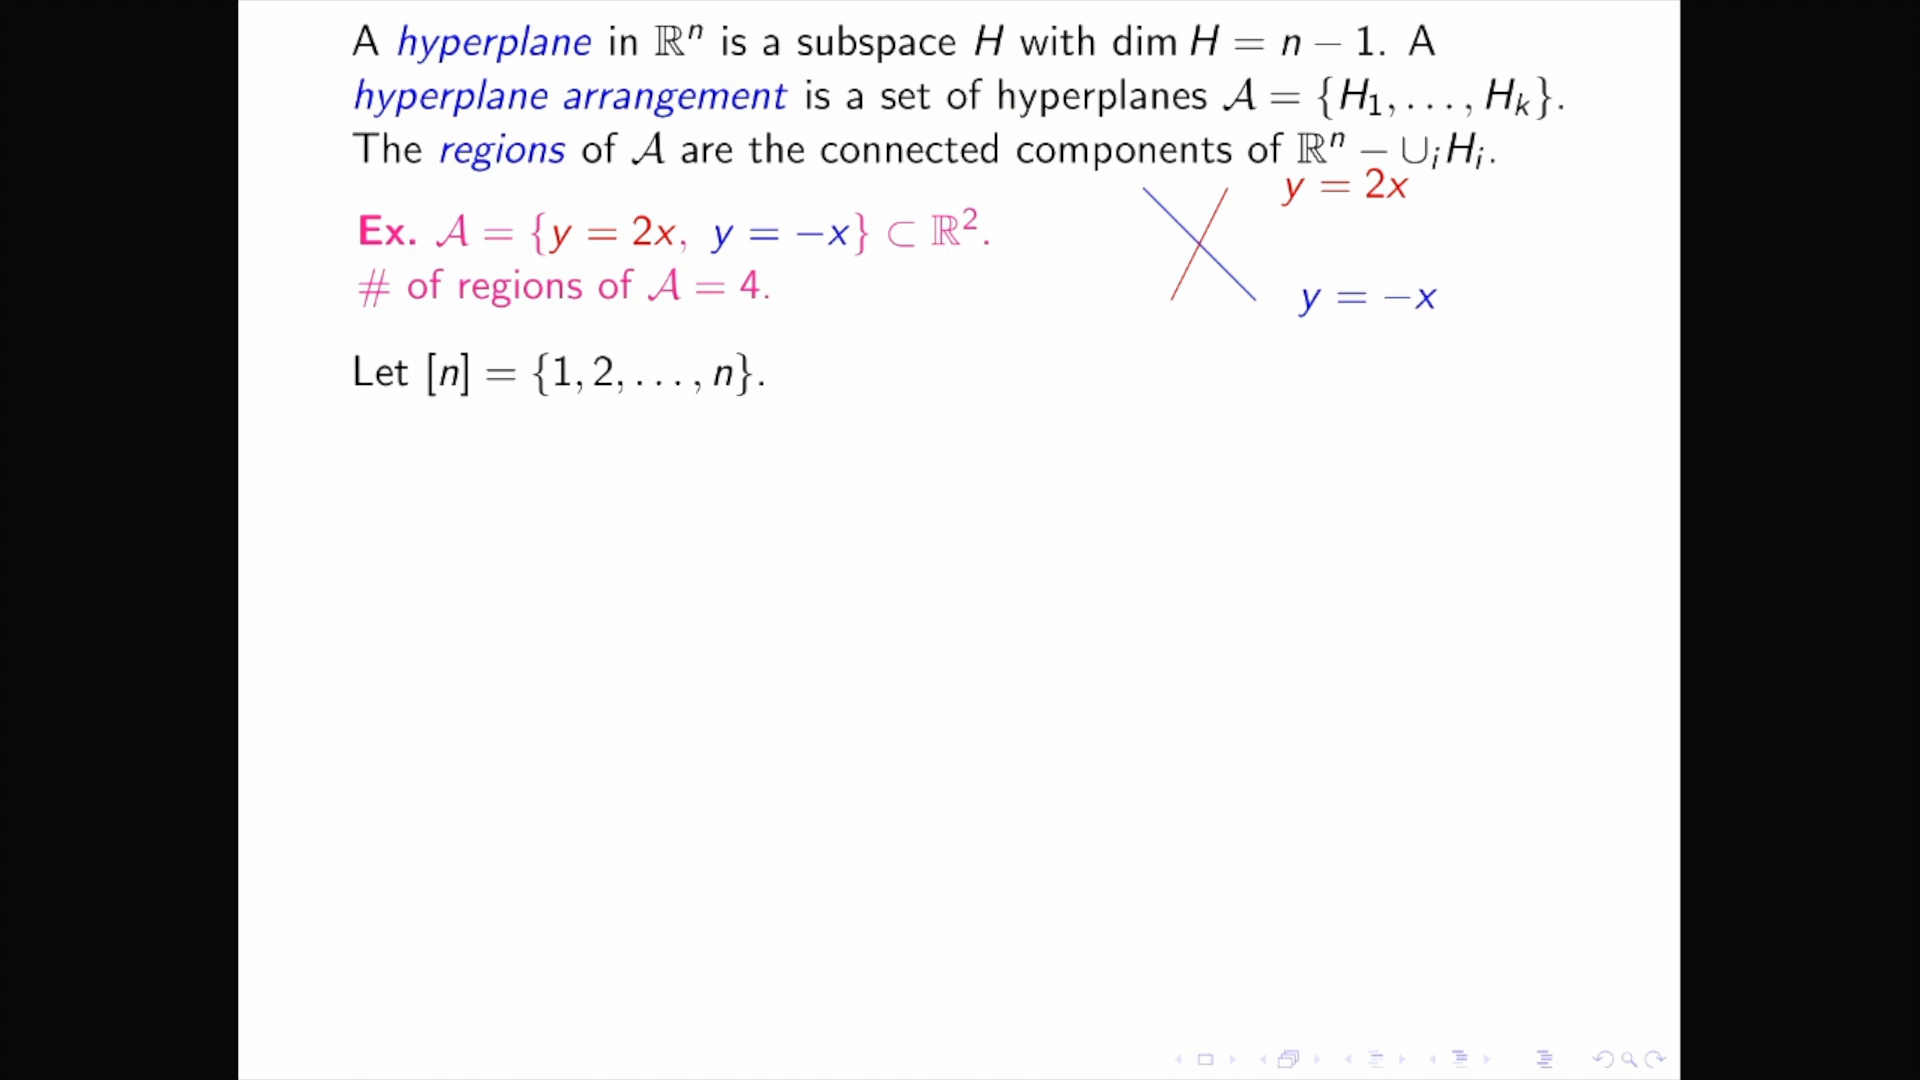 A hyperplane in ℝⁿ is a subspace H with dim H = n − 1. A
hyperplane arrangement is a set of hyperplanes 𝒜 = {H₁, . . . , Hₖ}.
The regions of 𝒜 are the connected components of ℝⁿ − ∪ᵢHᵢ.
y = 2x
Ex. 𝒜 = {y = 2x, y = −x} ⊂ ℝ².
# of regions of 𝒜 = 4.
y = −x
Let [n] = {1, 2, . . . , n}.